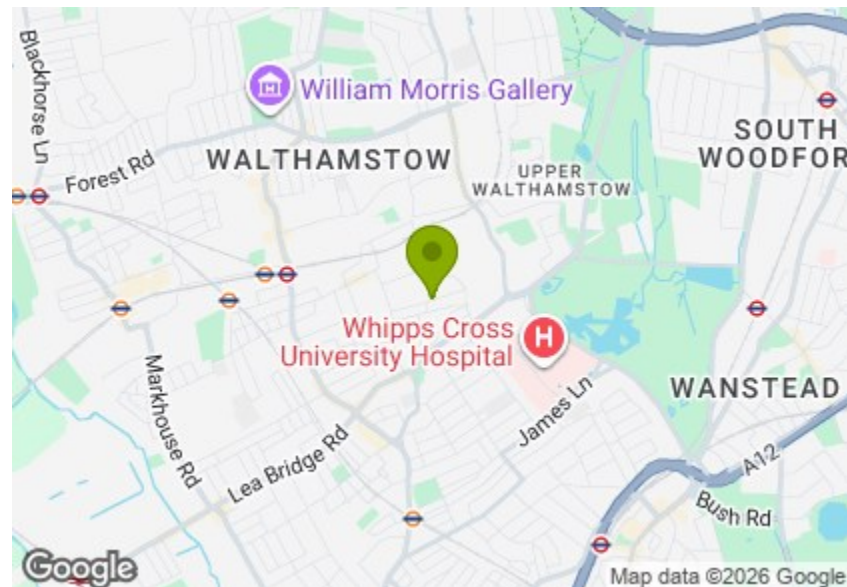 Blackhorse Ln
William Morris Gallery
Forest Rd
WALTHAMSTOW
UPPER
WALTHAMSTOW
SOUTH
WOODFOR
Whipps Cross
University Hospital
H
James Ln
WANSTEAD
Markhouse Rd
Lea Bridge Rd
A12
Bush Rd
Google
Map data ©2026 Google